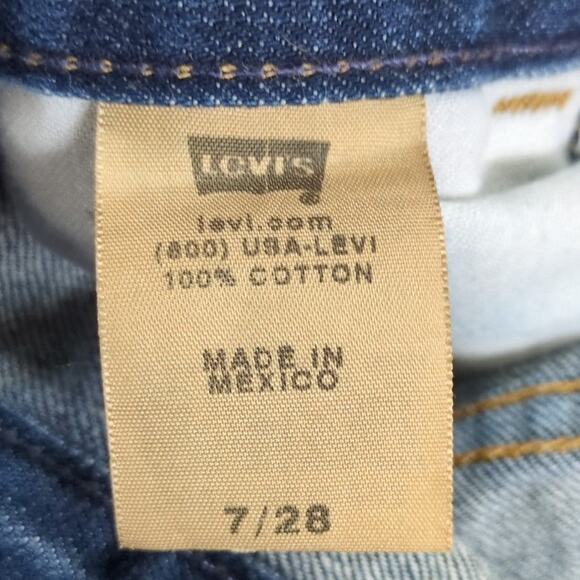 LEVI'S
®
levi.com
(800) USA-LEVI
100% COTTON
MADE IN
MEXICO
7/28